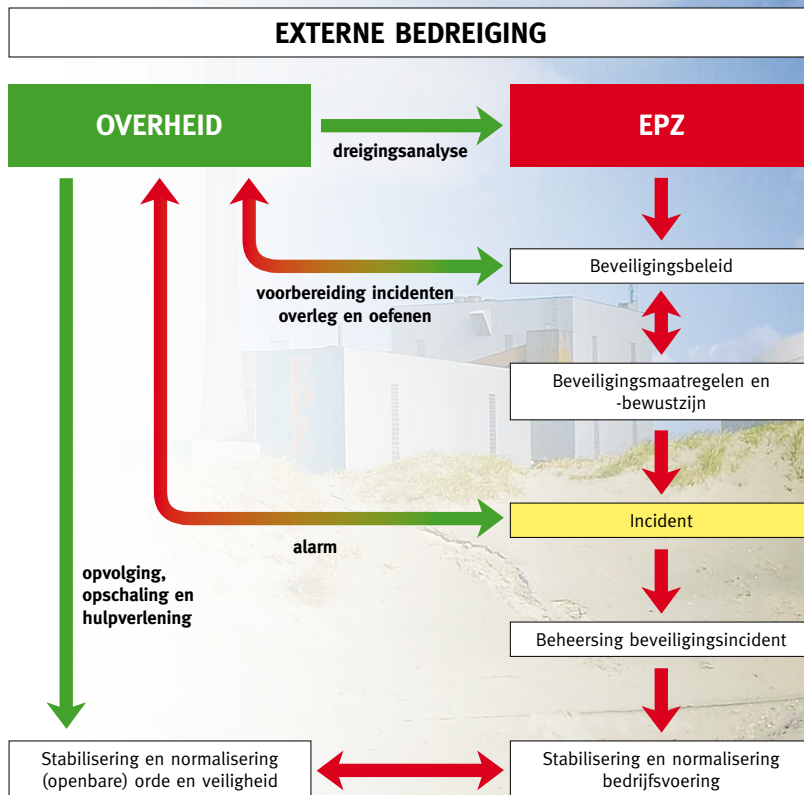 EXTERNE BEDREIGING
OVERHEID
EPZ
dreigingsanalyse
Beveiligingsbeleid
voorbereiding incidenten
overleg en oefenen
Beveiligingsmaatregelen en
-bewustzijn
EPZ
Incident
alarm
opvolging,
opschaling en
hulpverlening
Beheersing beveiligingsincident
Stabilisering en normalisering
(openbare) orde en veiligheid
Stabilisering en normalisering
bedrijfsvoering